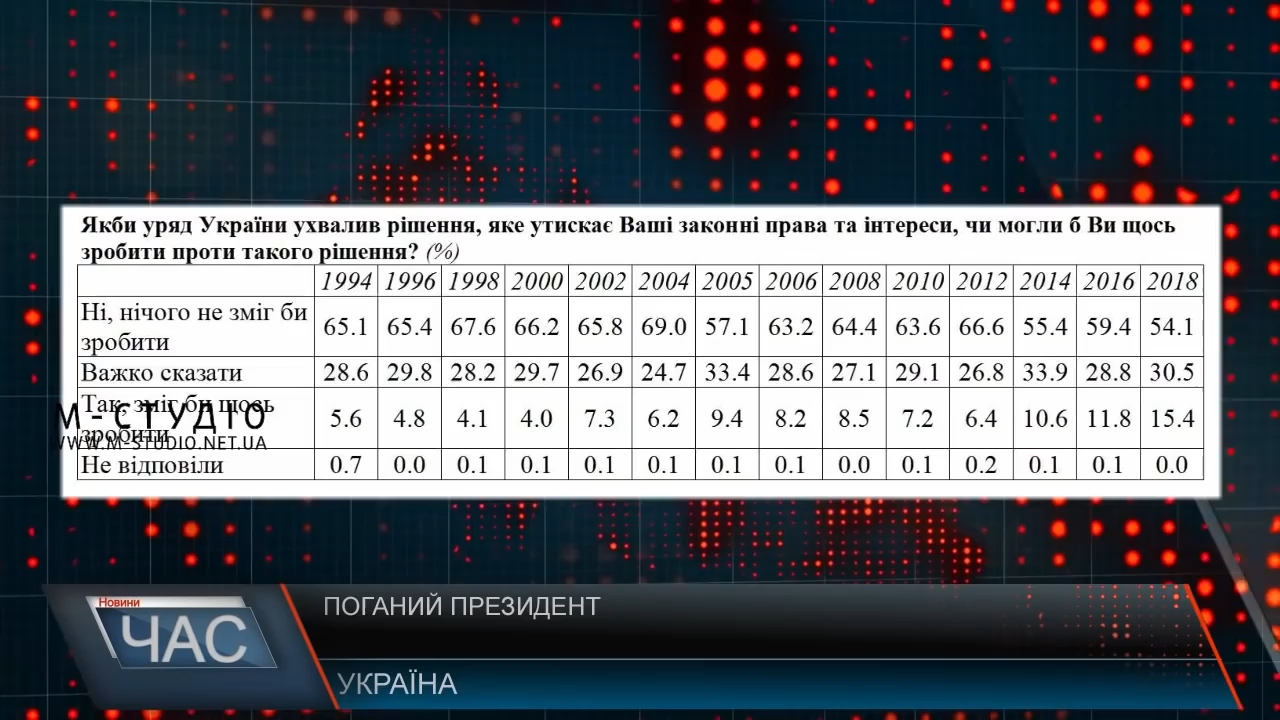 Якби уряд України ухвалив рішення, яке утискає Ваші законні права та інтереси, чи могли б Ви щось
зробити проти такого рішення? (%)
1994 1996 1998 2000 2002 2004 2005 2006 2008 2010 2012 2014 2016 2018
Ні, нічого не зміг би
зробити 65.1 65.4 67.6 66.2 65.8 69.0 57.1 63.2 64.4 63.6 66.6 55.4 59.4 54.1
Важко сказати 28.6 29.8 28.2 29.7 26.9 24.7 33.4 28.6 27.1 29.1 26.8 33.9 28.8 30.5
Так, зміг би щось
зробити 5.6 4.8 4.1 4.0 7.3 6.2 9.4 8.2 8.5 7.2 6.4 10.6 11.8 15.4
М-СТУДІО
WWW.M-STUDIO.NET.UA
Не відповіли 0.7 0.0 0.1 0.1 0.1 0.1 0.1 0.1 0.0 0.1 0.2 0.1 0.1 0.0
Новини
ЧАС
ПОГАНИЙ ПРЕЗИДЕНТ
УКРАЇНА